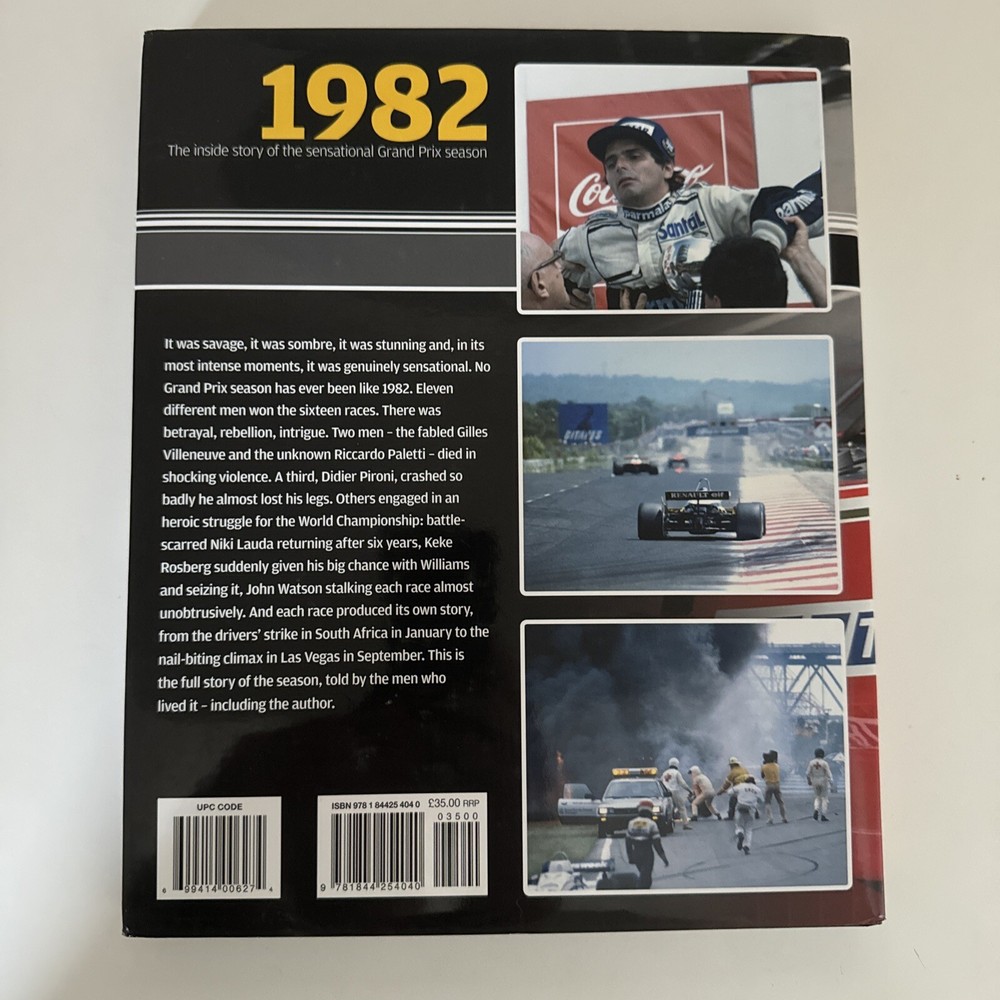 1982
The inside story of the sensational Grand Prix season
It was savage, it was sombre, it was stunning and, in its
most intense moments, it was genuinely sensational. No
Grand Prix season has ever been like 1982. Eleven
different men won the sixteen races. There was
betrayal, rebellion, intrigue. Two men – the fabled Gilles
Villeneuve and the unknown Riccardo Paletti – died in
shocking violence. A third, Didier Pironi, crashed so
badly he almost lost his legs. Others engaged in an
heroic struggle for the World Championship: battle-
scarred Niki Lauda returning after six years, Keke
Rosberg suddenly given his big chance with Williams
and seizing it, John Watson stalking each race almost
unobtrusively. And each race produced its own story,
from the drivers' strike in South Africa in January to the
nail-biting climax in Las Vegas in September. This is
the full story of the season, told by the men who
lived it – including the author.
UPC CODE
6 99414 00627 4
ISBN 978 1 84425 404 0 £35.00 RRP
03500
9 781844 254040
parmalat
Santál
parmal
RENAULT elf